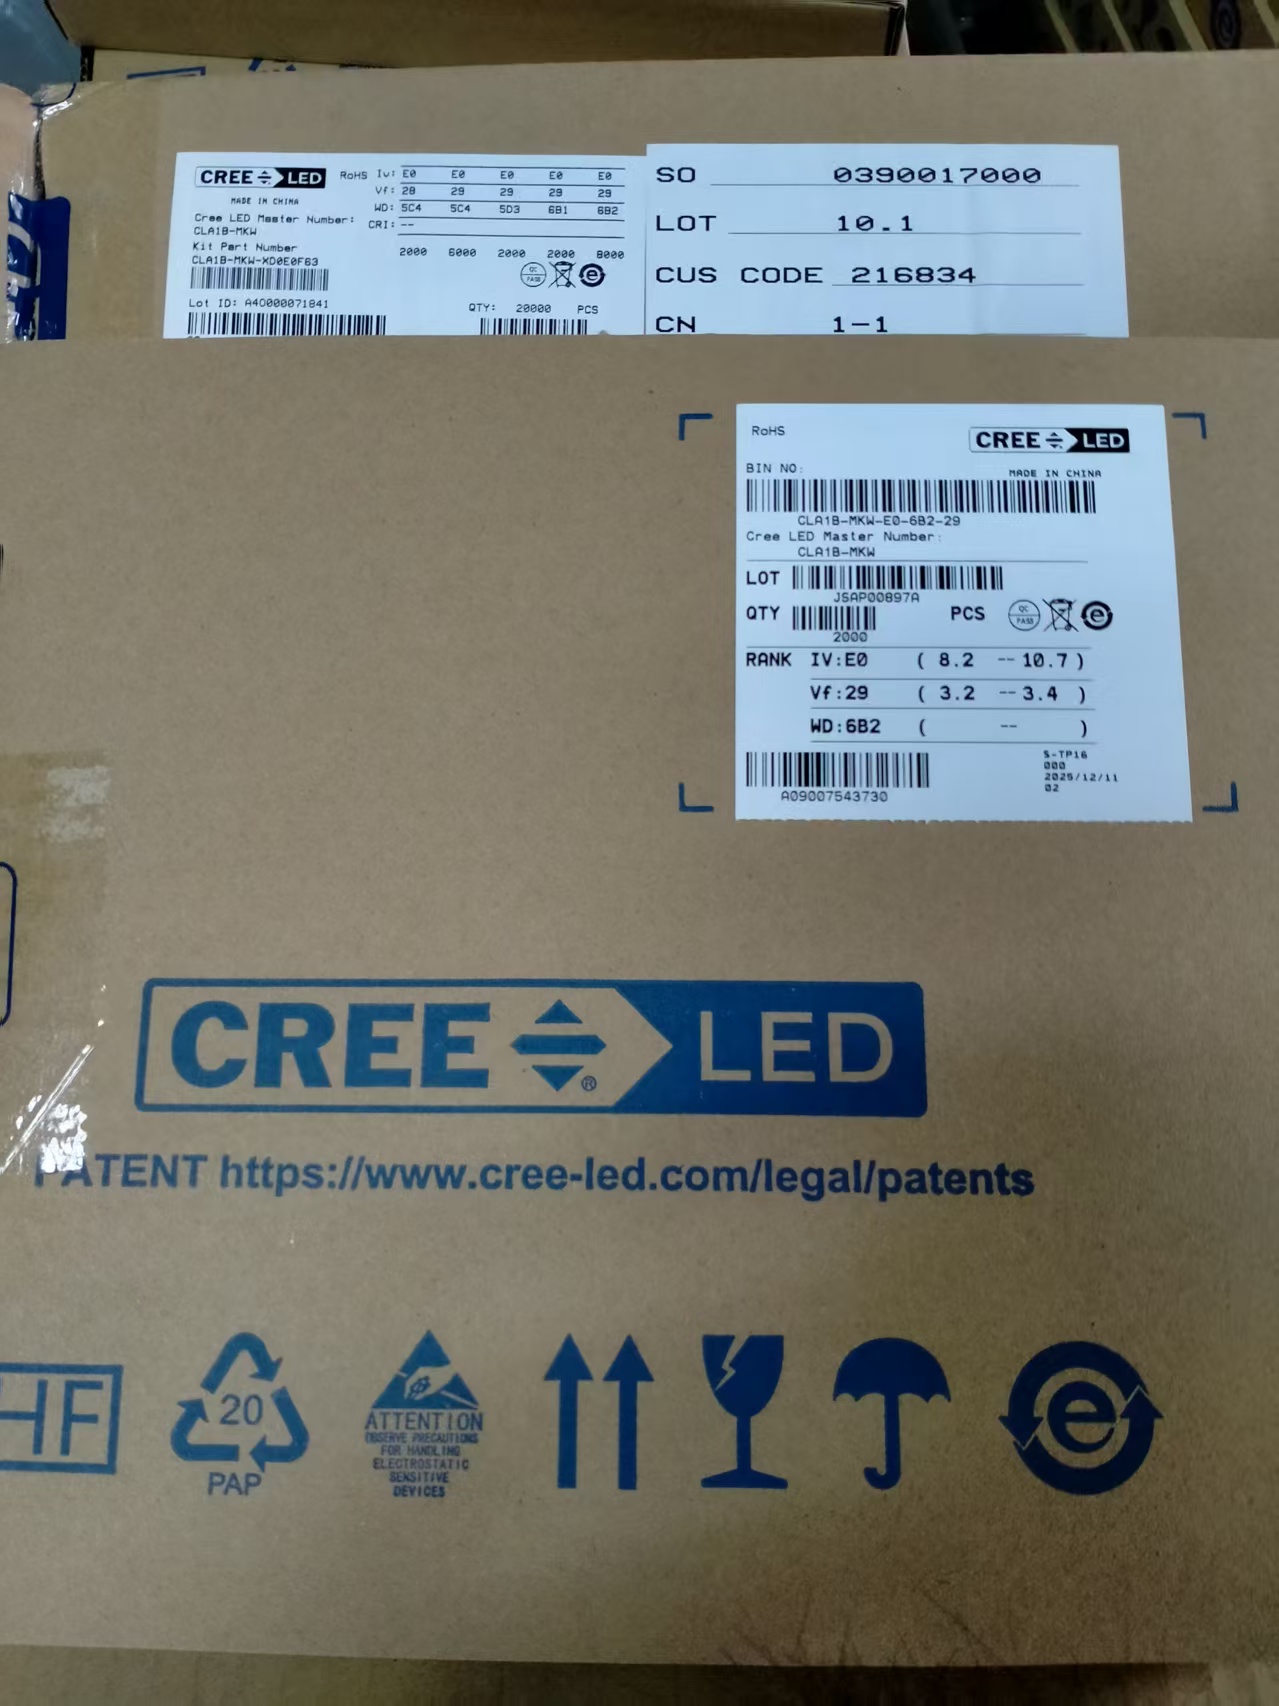 CREE LED
MADE IN CHINA
Cree LED Master Number:
CLA1B-MKW
Kit Part Number
CLA1B-MKW-XD0E0F63
Lot ID: A40000071841
RoHS
Iv: E0 E0 E0 E0 E0
Vf: 28 29 29 29 29
WD: 5C4 5C4 5D3 6B1 6B2
CRI: --
2000 6000 2000 2000 8000
QC PASS
QTY: 20000 PCS
SO 0390017000
LOT 10.1
CUS CODE 216834
CN 1-1
RoHS
CREE LED
BIN NO:
MADE IN CHINA
CLA1B-MKW-E0-6B2-29
Cree LED Master Number:
CLA1B-MKW
LOT
JSAP00897A
QTY PCS
QC PASS
2000
RANK IV:E0 ( 8.2 -- 10.7 )
Vf:29 ( 3.2 -- 3.4 )
WD:6B2 ( -- )
S-TP16
000
2025/12/11
02
A09007543730
CREE ® LED
PATENT https://www.cree-led.com/legal/patents
HF
20
PAP
ATTENTION
OBSERVE PRECAUTIONS
FOR HANDLING
ELECTROSTATIC
SENSITIVE
DEVICES
e